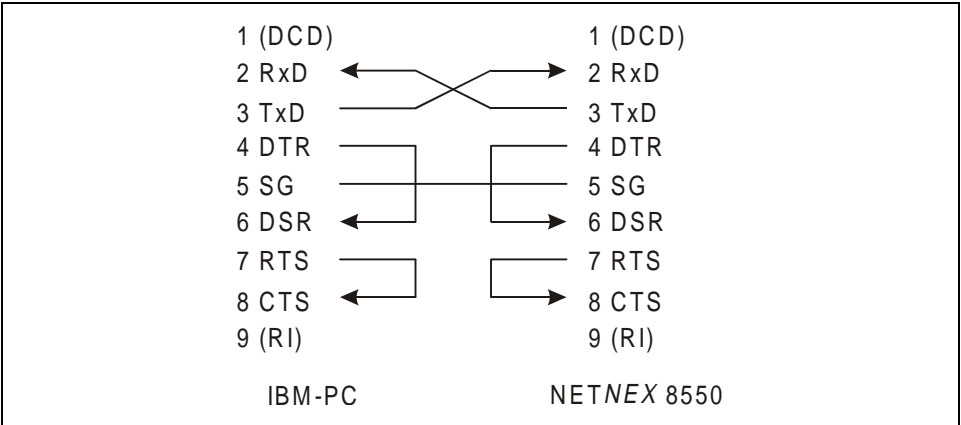 1 (DCD) 1 (DCD)
2 RxD 2 RxD
3 TxD 3 TxD
4 DTR 4 DTR
5 SG 5 SG
6 DSR 6 DSR
7 RTS 7 RTS
8 CTS 8 CTS
9 (RI) 9 (RI)
IBM-PC NETNEX 8550